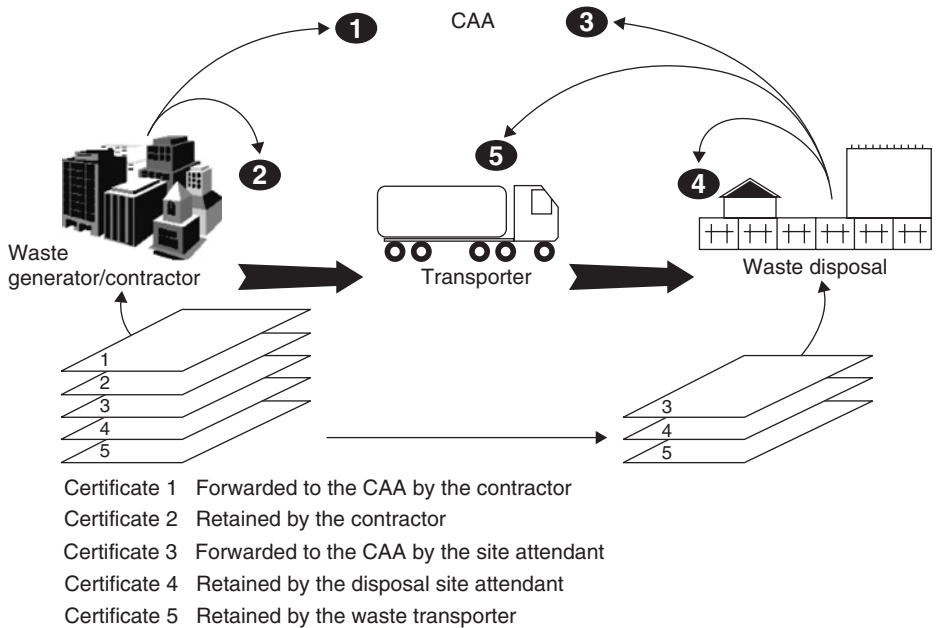 1 CAA 3
2 5 4
Waste
generator/contractor
Transporter
Waste disposal
1
2
3
4
5
3
4
5
Certificate 1 Forwarded to the CAA by the contractor
Certificate 2 Retained by the contractor
Certificate 3 Forwarded to the CAA by the site attendant
Certificate 4 Retained by the disposal site attendant
Certificate 5 Retained by the waste transporter